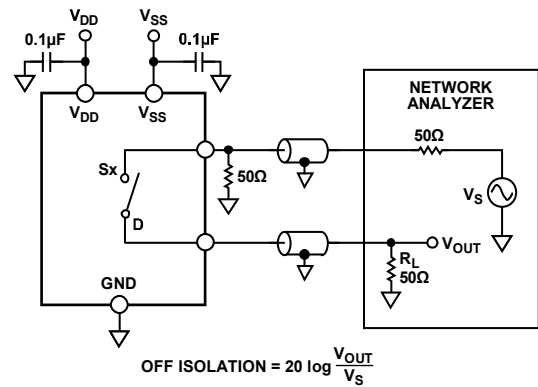 VDD
VSS
0.1µF
0.1µF
VDD
VSS
NETWORK
ANALYZER
50Ω
Sx
50Ω
VS
D
VOUT
RL
50Ω
GND
OFF ISOLATION = 20 log VOUT
VS